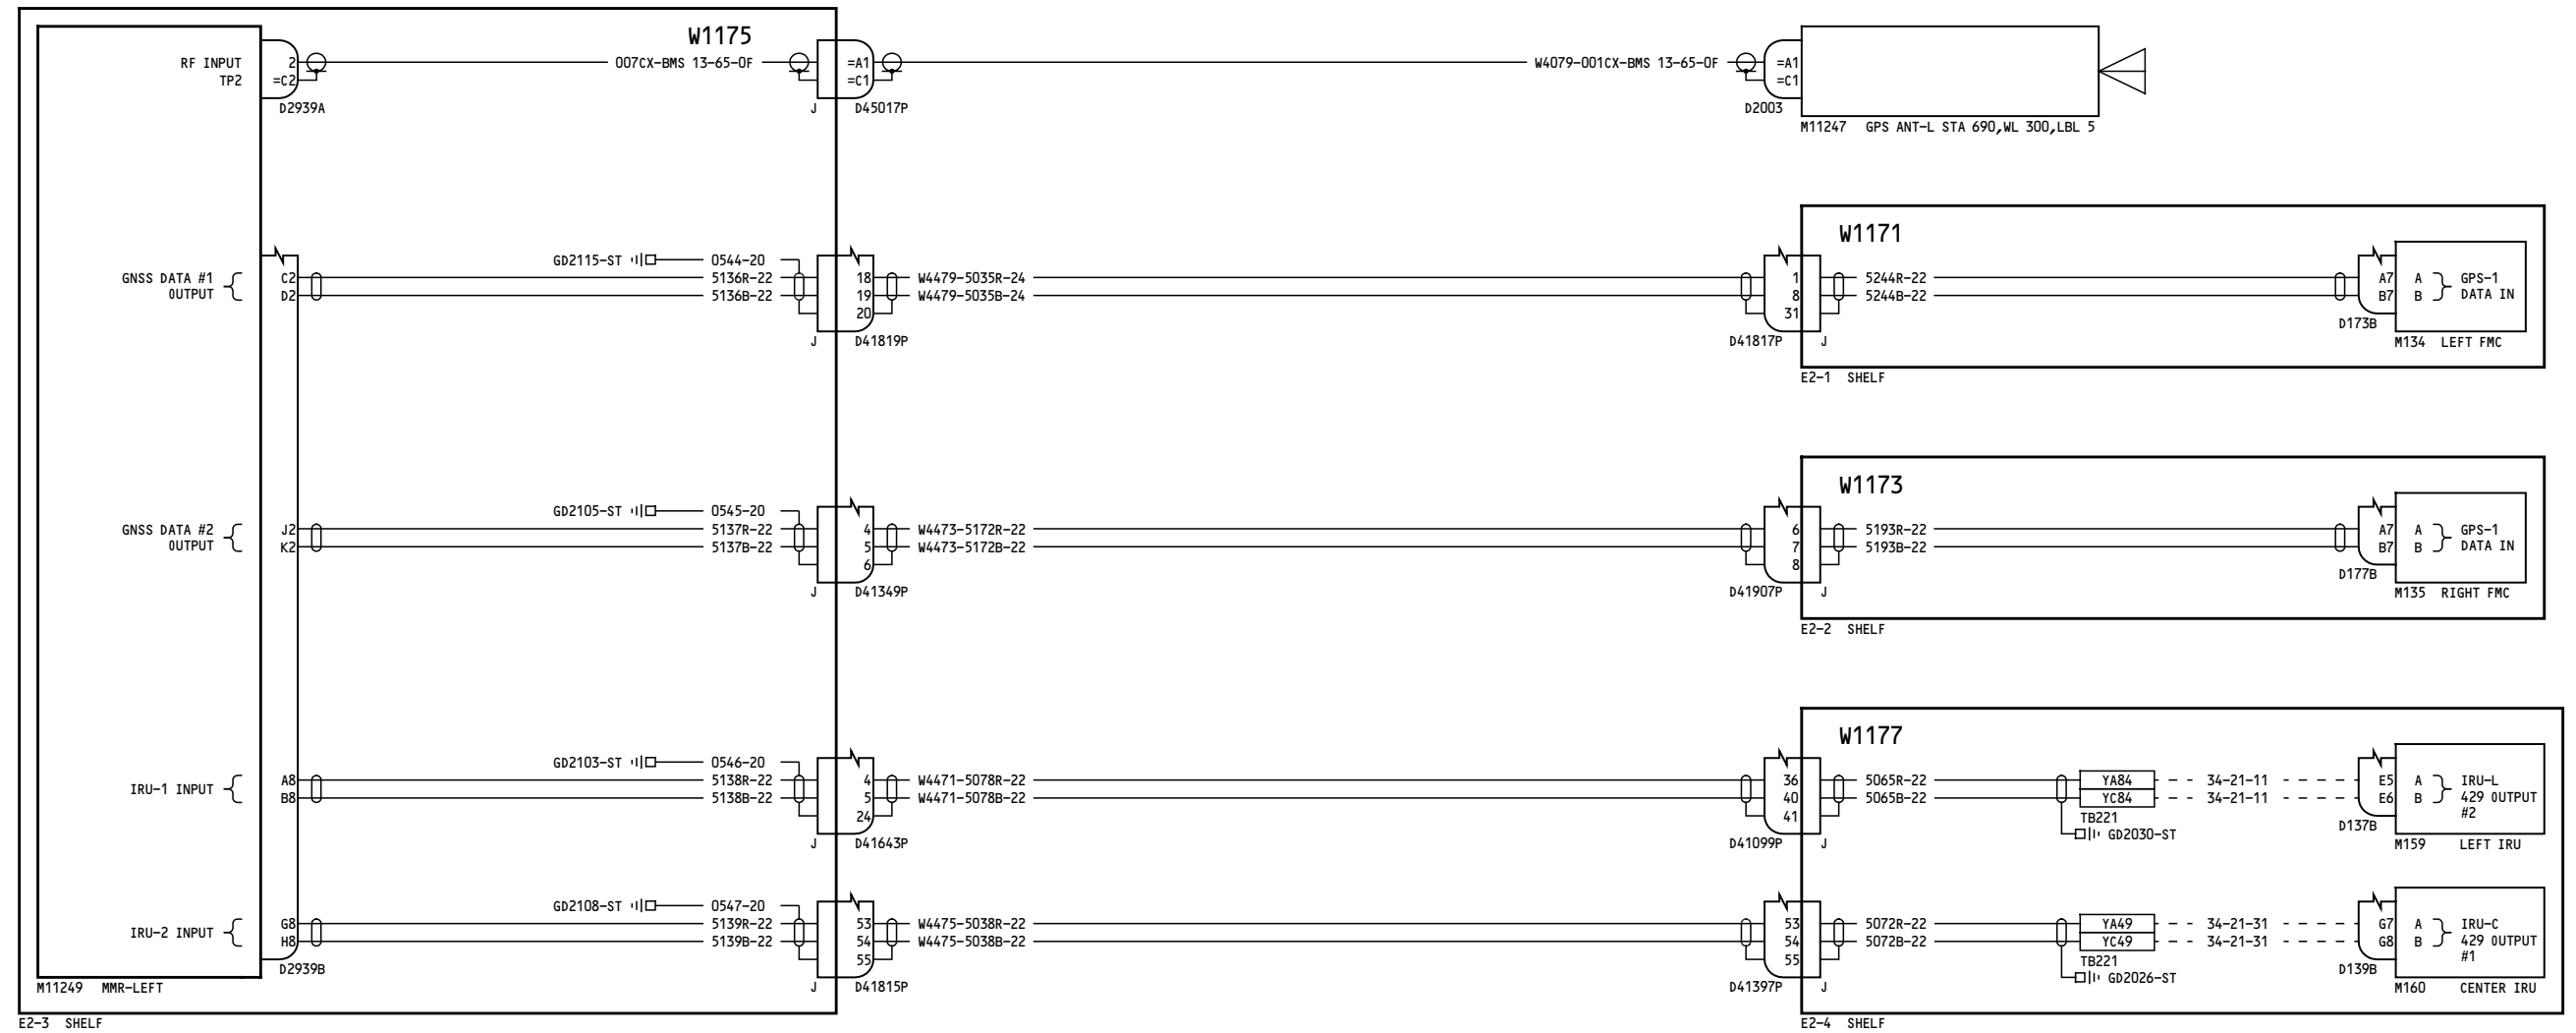 W1175
RF INPUT 2 007CX-BMS 13-65-0F =A1 W4079-001CX-BMS 13-65-0F =A1
TP2 =C2 =C1 =C1
D2939A J D45017P D2003
M11247 GPS ANT-L STA 690,WL 300,LBL 5
W1171
GD2115-ST 0544-20
GNSS DATA #1 C2 5136R-22 18 W4479-5035R-24 1 5244R-22 A7 A GPS-1
OUTPUT D2 5136B-22 19 W4479-5035B-24 8 5244B-22 B7 B DATA IN
20 31
D173B
J D41819P D41817P J M134 LEFT FMC
E2-1 SHELF
W1173
GD2105-ST 0545-20
GNSS DATA #2 J2 5137R-22 4 W4473-5172R-22 6 5193R-22 A7 A GPS-1
OUTPUT K2 5137B-22 5 W4473-5172B-22 7 5193B-22 B7 B DATA IN
6 8
D177B
J D41349P D41907P J M135 RIGHT FMC
E2-2 SHELF
W1177
GD2103-ST 0546-20
IRU-1 INPUT A8 5138R-22 4 W4471-5078R-22 36 5065R-22 YA84 34-21-11 E5 A IRU-L
B8 5138B-22 5 W4471-5078B-22 40 5065B-22 YC84 34-21-11 E6 B 429 OUTPUT
24 41 TB221 #2
GD2030-ST D137B
J D41643P D41099P J M159 LEFT IRU
GD2108-ST 0547-20
IRU-2 INPUT G8 5139R-22 53 W4475-5038R-22 53 5072R-22 YA49 34-21-31 G7 A IRU-C
H8 5139B-22 54 W4475-5038B-22 54 5072B-22 YC49 34-21-31 G8 B 429 OUTPUT
55 55 TB221 #1
D2939B GD2026-ST D139B
M11249 MMR-LEFT J D41815P D41397P J M160 CENTER IRU
E2-3 SHELF E2-4 SHELF